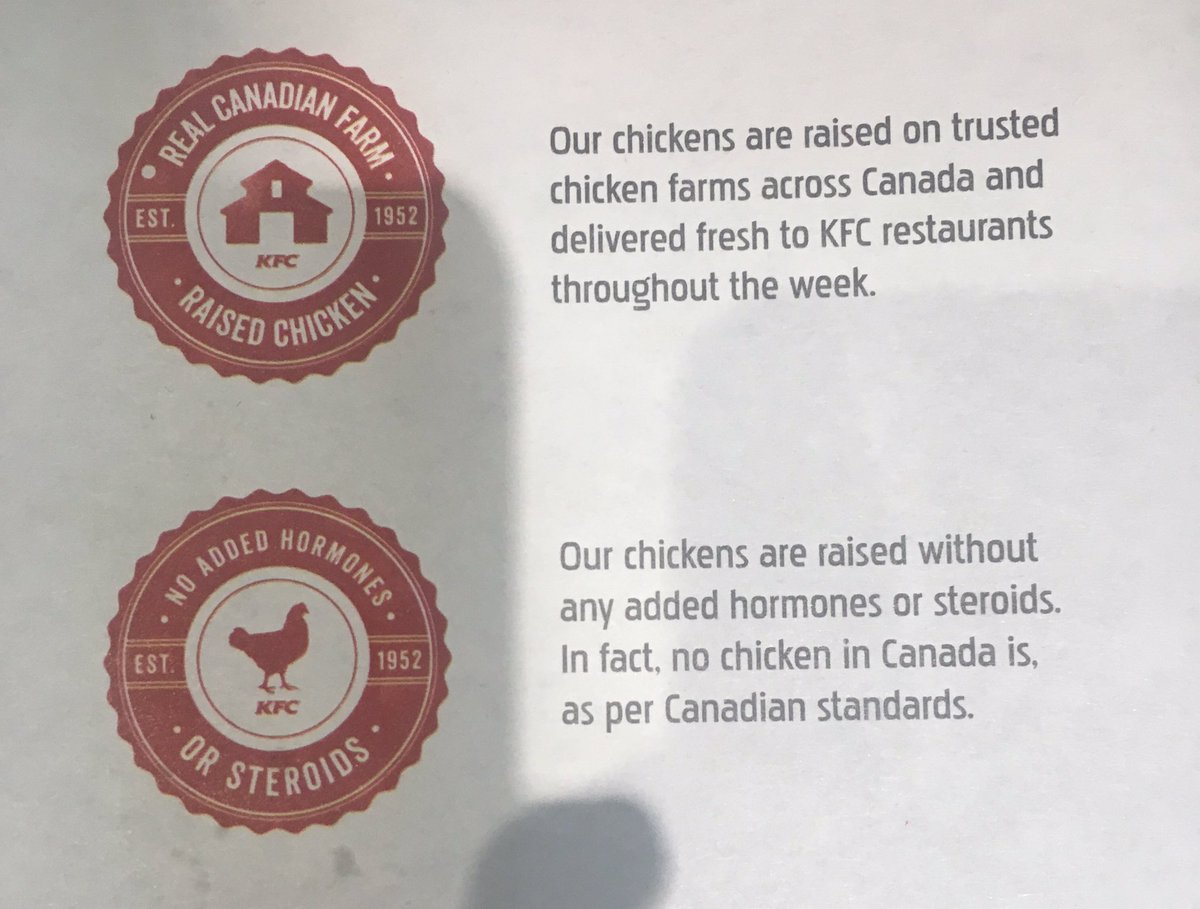 REAL CANADIAN FARM
EST. 1952
KFC
RAISED CHICKEN
Our chickens are raised on trusted
chicken farms across Canada and
delivered fresh to KFC restaurants
throughout the week.
NO ADDED HORMONES
EST. 1952
KFC
OR STEROIDS
Our chickens are raised without
any added hormones or steroids.
In fact, no chicken in Canada is,
as per Canadian standards.